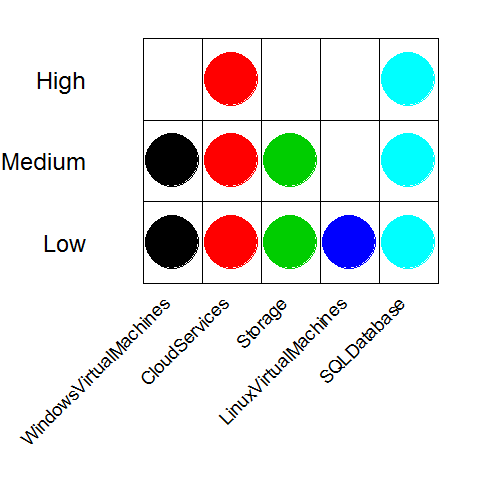 High
Medium
Low
WindowsVirtualMachines
CloudServices
Storage
LinuxVirtualMachines
SQLDatabase